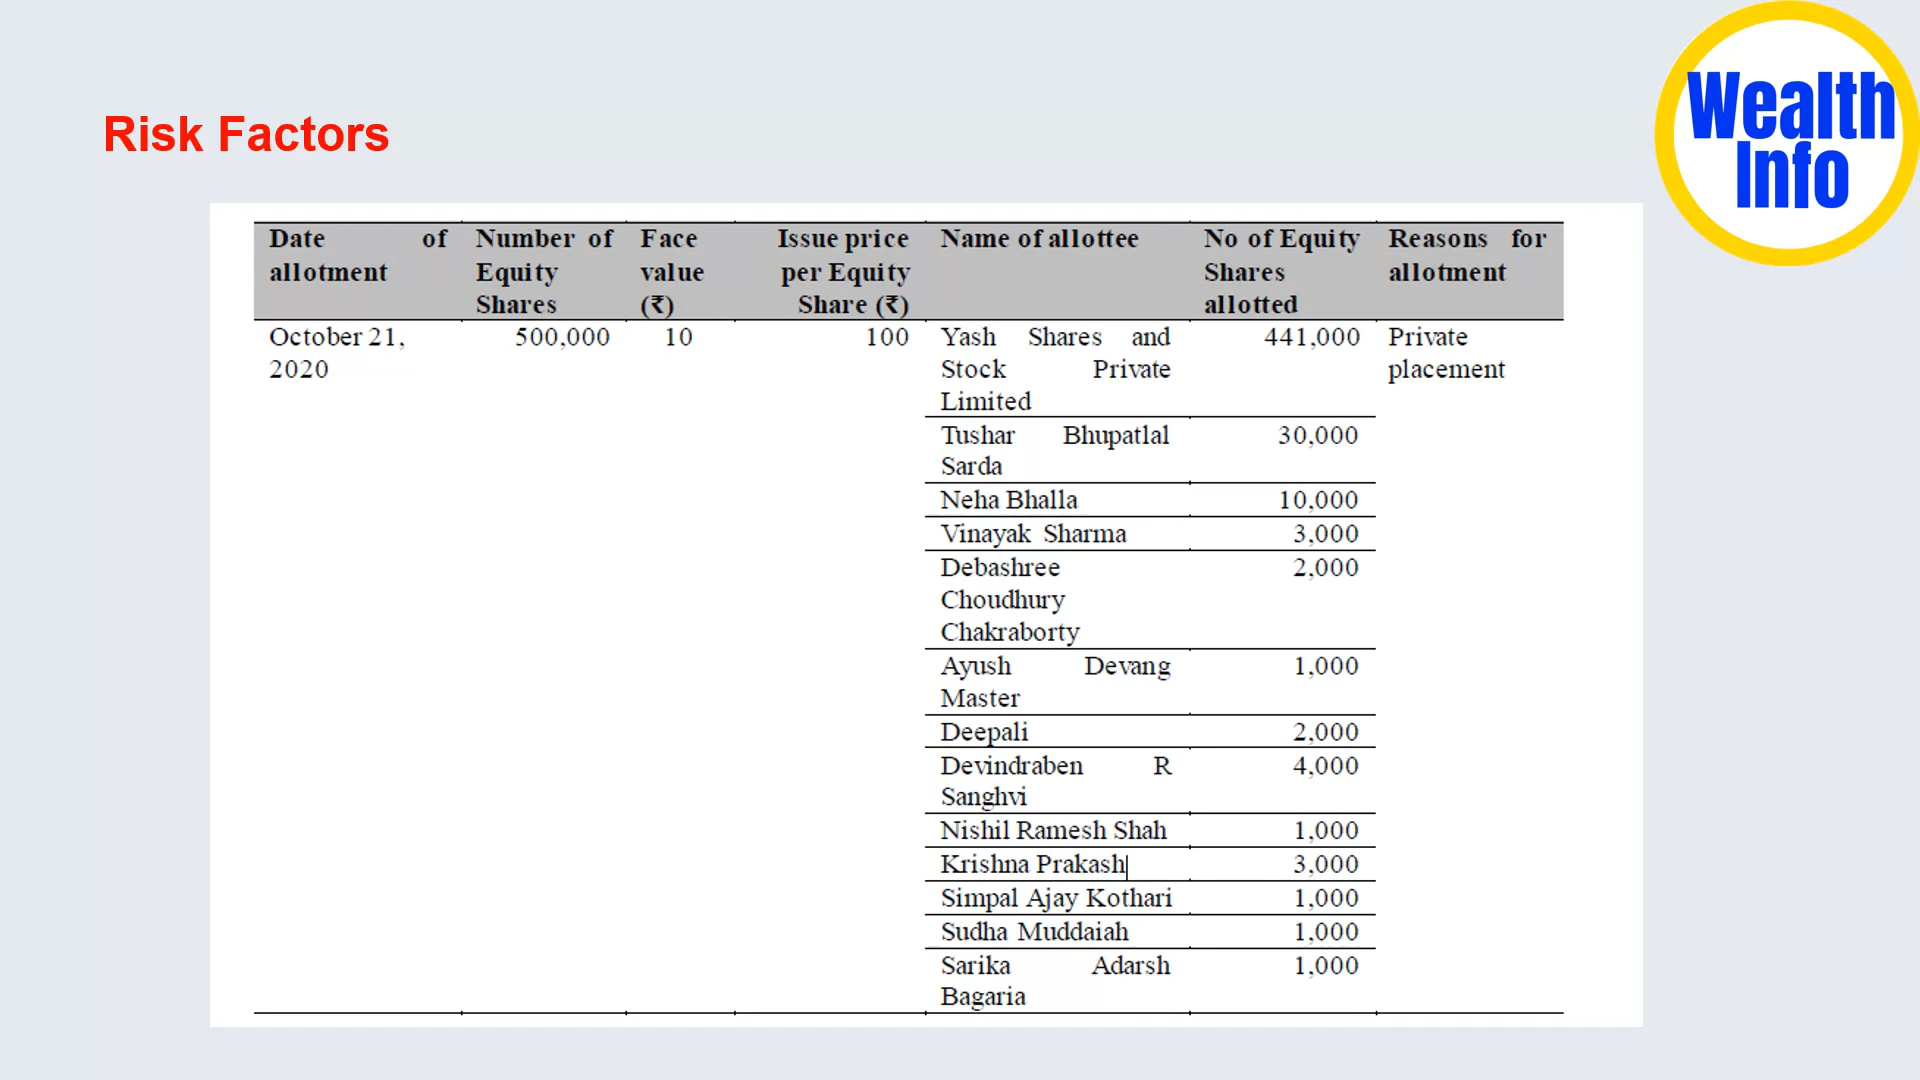 Wealth
Info
Risk Factors
Date of allotment | Number of Equity Shares | Face value (₹) | Issue price per Equity Share (₹) | Name of allottee | No of Equity Shares allotted | Reasons for allotment
October 21, 2020 | 500,000 | 10 | 100 | Yash Shares and Stock Private Limited | 441,000 | Private placement
Tushar Bhupatlal Sarda | 30,000
Neha Bhalla | 10,000
Vinayak Sharma | 3,000
Debashree Choudhury Chakraborty | 2,000
Ayush Devang Master | 1,000
Deepali | 2,000
Devindraben R Sanghvi | 4,000
Nishil Ramesh Shah | 1,000
Krishna Prakash | 3,000
Simpal Ajay Kothari | 1,000
Sudha Muddaiah | 1,000
Sarika Adarsh Bagaria | 1,000